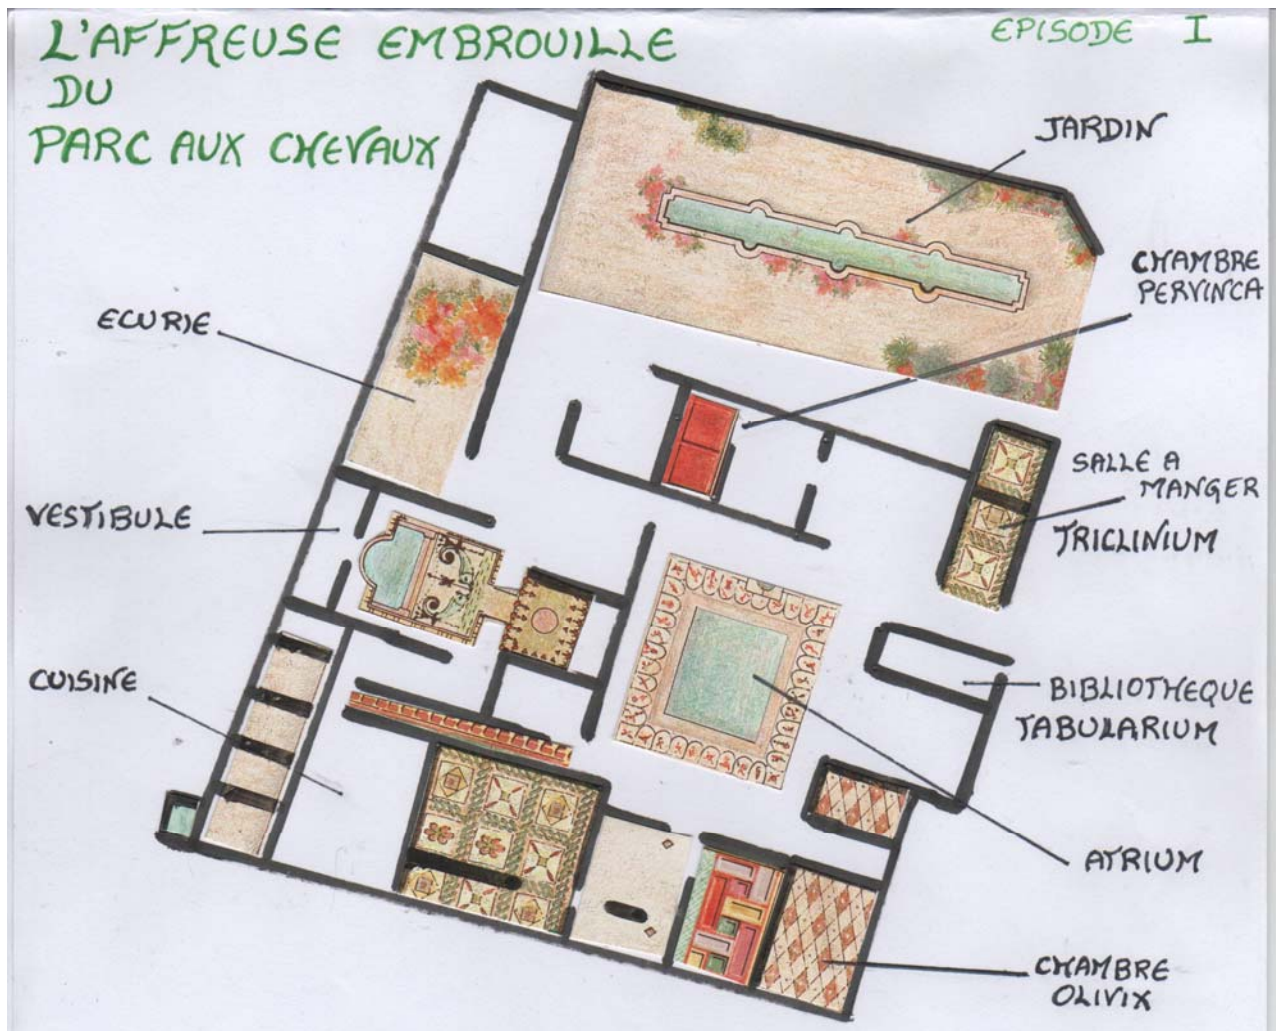 L'AFFREUSE EMBROUILLE
DU
PARC AUX CHEVAUX
EPISODE I
JARDIN
CHAMBRE
PERVINCA
ECURIE
SALLE A
MANGER
TRICLINIUM
VESTIBULE
CUISINE
BIBLIOTHEQUE
TABULARIUM
ATRIUM
CHAMBRE
OLIVIX